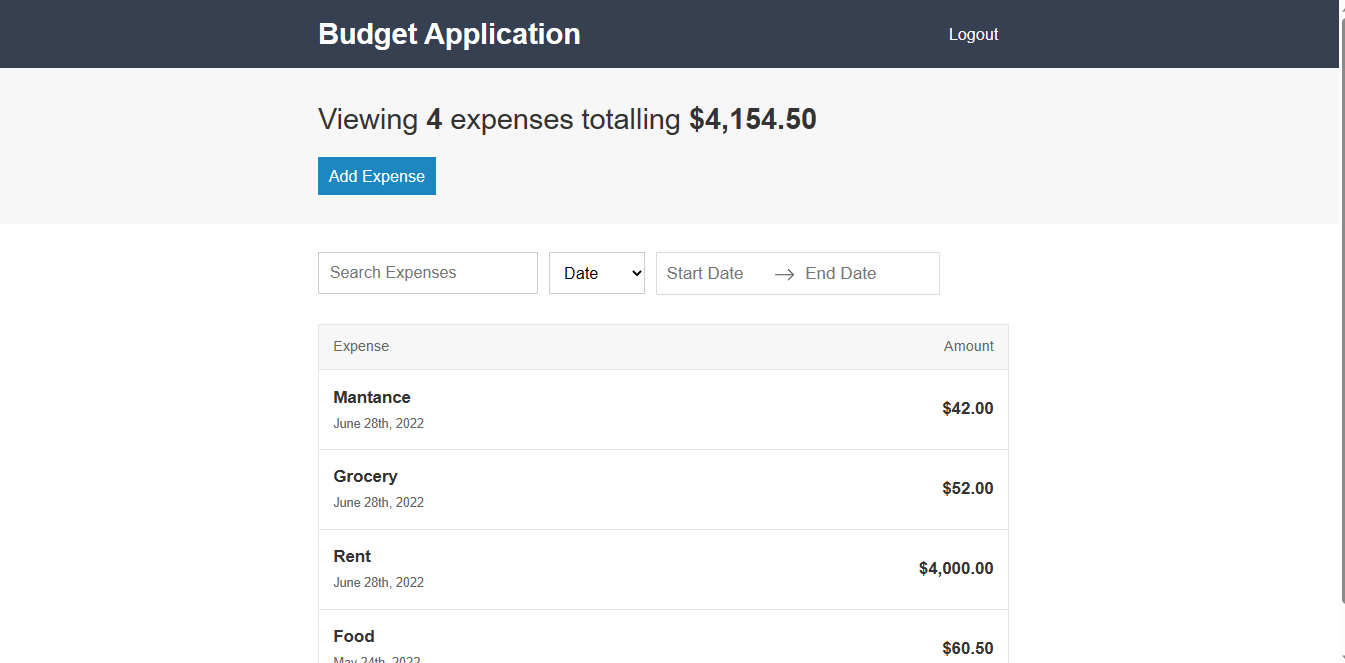 Budget Application
Logout
Viewing 4 expenses totalling $4,154.50
Add Expense
Search Expenses
Date
Start Date
End Date
Expense
Amount
Mantance
$42.00
June 28th, 2022
Grocery
$52.00
June 28th, 2022
Rent
$4,000.00
June 28th, 2022
Food
$60.50
May 24th, 2022